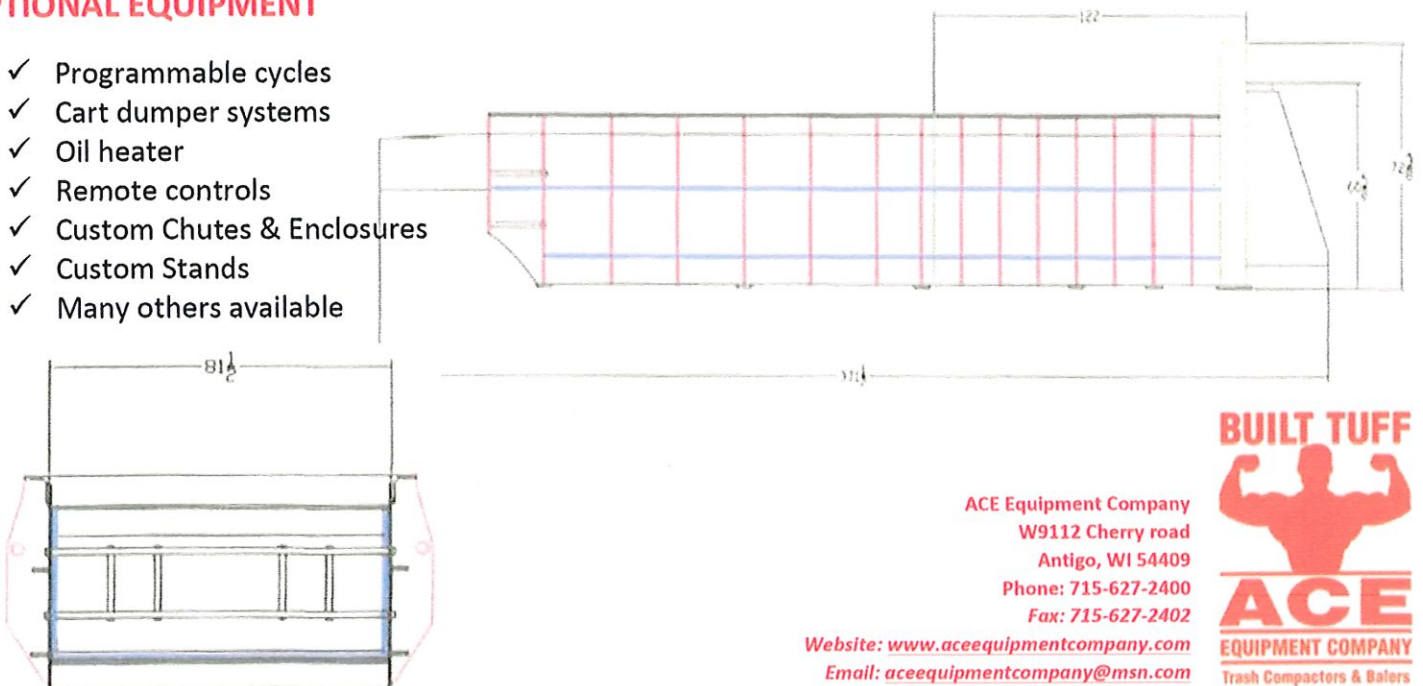 TIONAL EQUIPMENT
✓ Programmable cycles
✓ Cart dumper systems
✓ Oil heater
✓ Remote controls
✓ Custom Chutes & Enclosures
✓ Custom Stands
✓ Many others available
122
81 1/2
ACE Equipment Company
W9112 Cherry road
Antigo, WI 54409
Phone: 715-627-2400
Fax: 715-627-2402
Website: www.aceequipmentcompany.com
Email: aceequipmentcompany@msn.com
BUILT TUFF
ACE
EQUIPMENT COMPANY
Trash Compactors & Balers